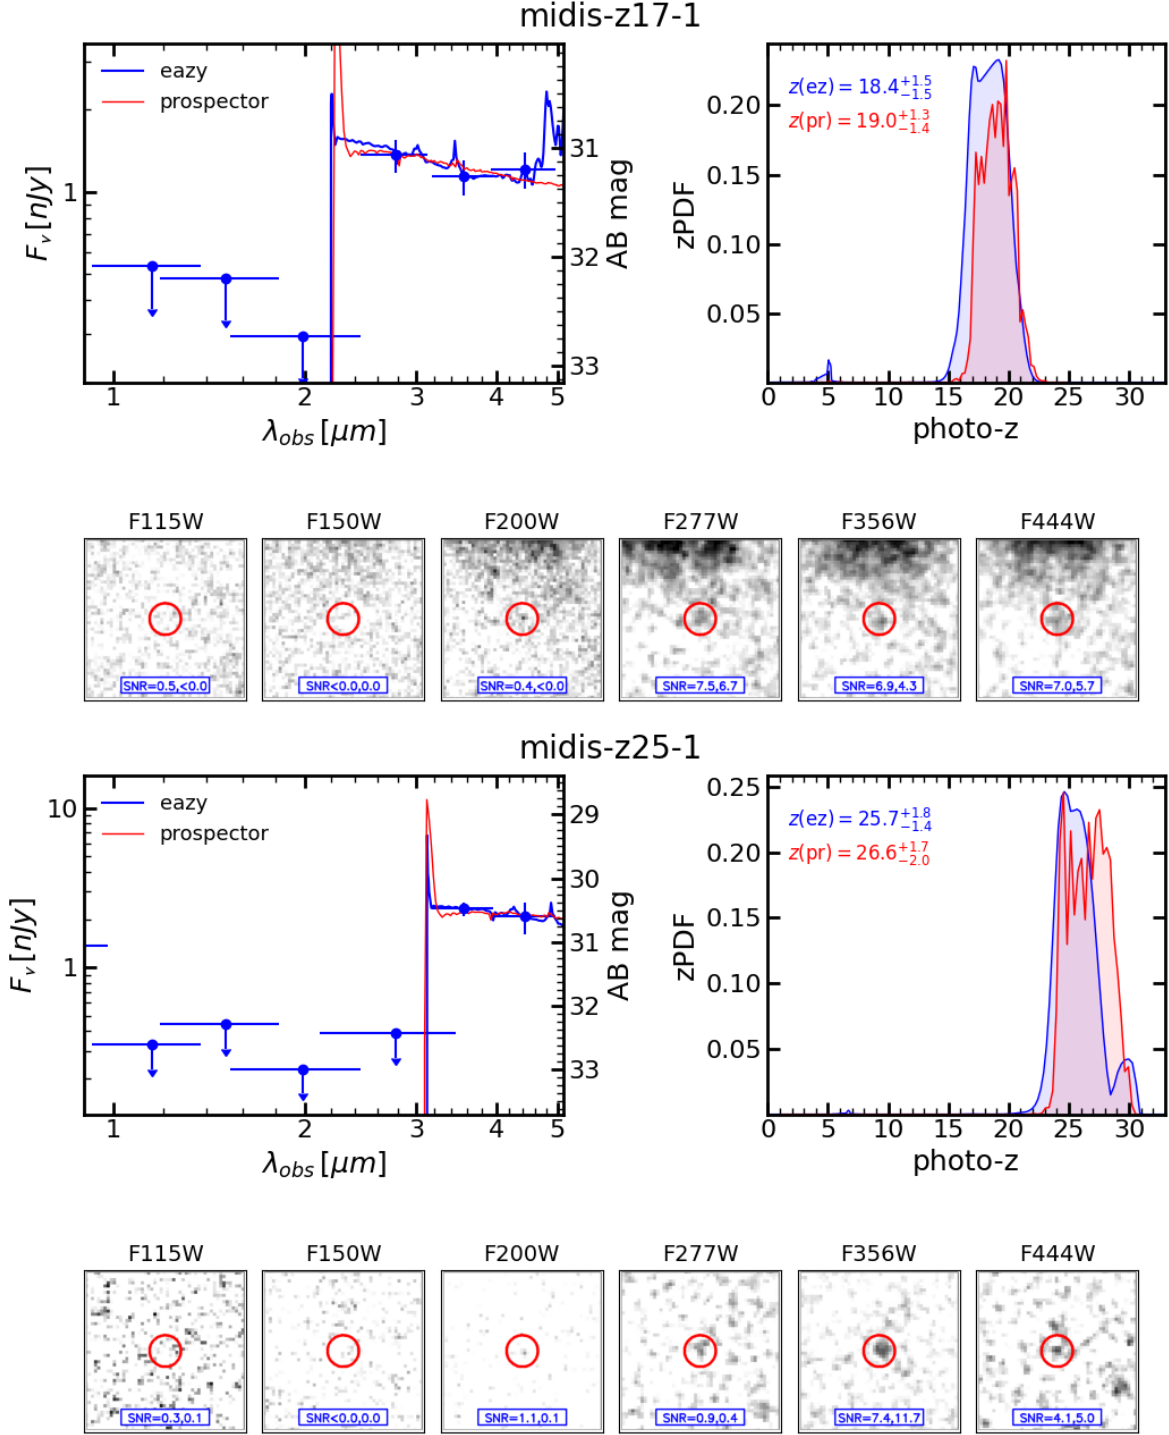 midis-z17-1
eazy
prospector
1
F_ν [nJy]
31
32
33
AB mag
1 2 3 4 5
λ_obs [μm]
z(ez) = 18.4^{+1.5}_{-1.5}
z(pr) = 19.0^{+1.3}_{-1.4}
0.20
0.15
0.10
0.05
zPDF
0 5 10 15 20 25 30
photo-z
F115W F150W F200W F277W F356W F444W
SNR=0.5,<0.0 SNR<0.0,0.0 SNR=0.4,<0.0 SNR=7.5,6.7 SNR=6.9,4.3 SNR=7.0,5.7
midis-z25-1
eazy
prospector
10
1
F_ν [nJy]
29
30
31
32
33
AB mag
1 2 3 4 5
λ_obs [μm]
z(ez) = 25.7^{+1.8}_{-1.4}
z(pr) = 26.6^{+1.7}_{-2.0}
0.25
0.20
0.15
0.10
0.05
zPDF
0 5 10 15 20 25 30
photo-z
F115W F150W F200W F277W F356W F444W
SNR=0.3,0.1 SNR<0.0,0.0 SNR=1.1,0.1 SNR=0.9,0.4 SNR=7.4,11.7 SNR=4.1,5.0